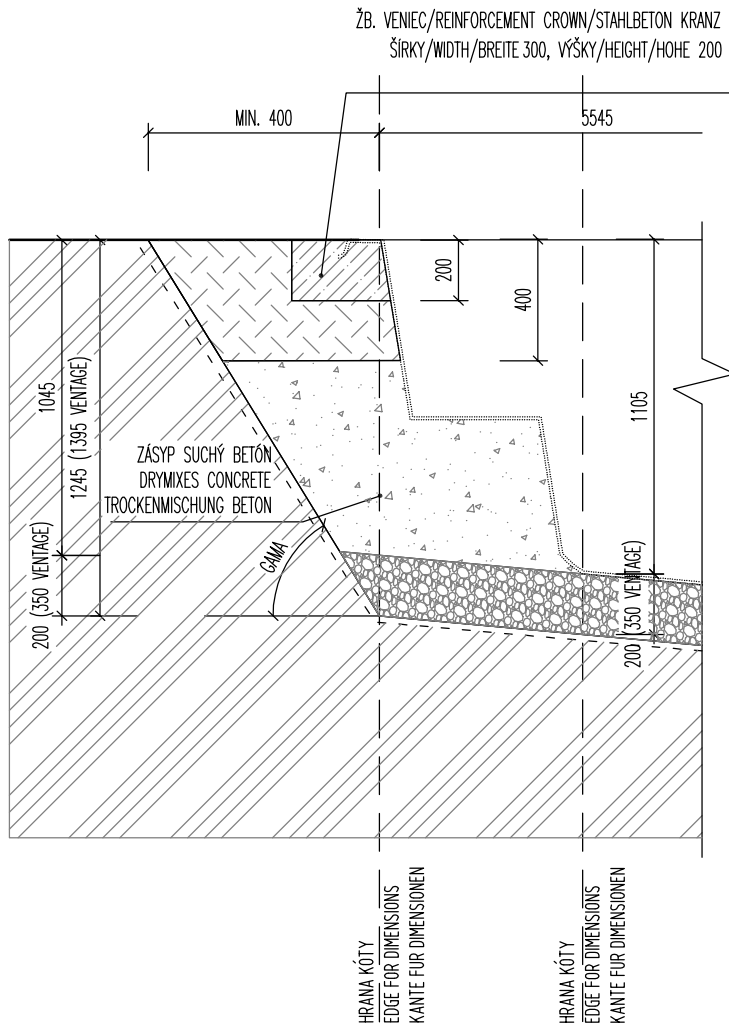 ŽB. VENIEC/REINFORCEMENT CROWN/STAHLBETON KRANZ
ŠÍRKY/WIDTH/BREITE 300, VÝŠKY/HEIGHT/HOHE 200
MIN. 400
5545
200
400
1045
1245 (1395 VENTAGE)
1105
ZÁSYP SUCHÝ BETÓN
DRYMIXES CONCRETE
TROCKENMISCHUNG BETON
GAMA
200 (350 VENTAGE)
200 (350 VENTAGE)
HRANA KÓTY
EDGE FOR DIMENSIONS
KANTE FUR DIMENSIONEN
HRANA KÓTY
EDGE FOR DIMENSIONS
KANTE FUR DIMENSIONEN